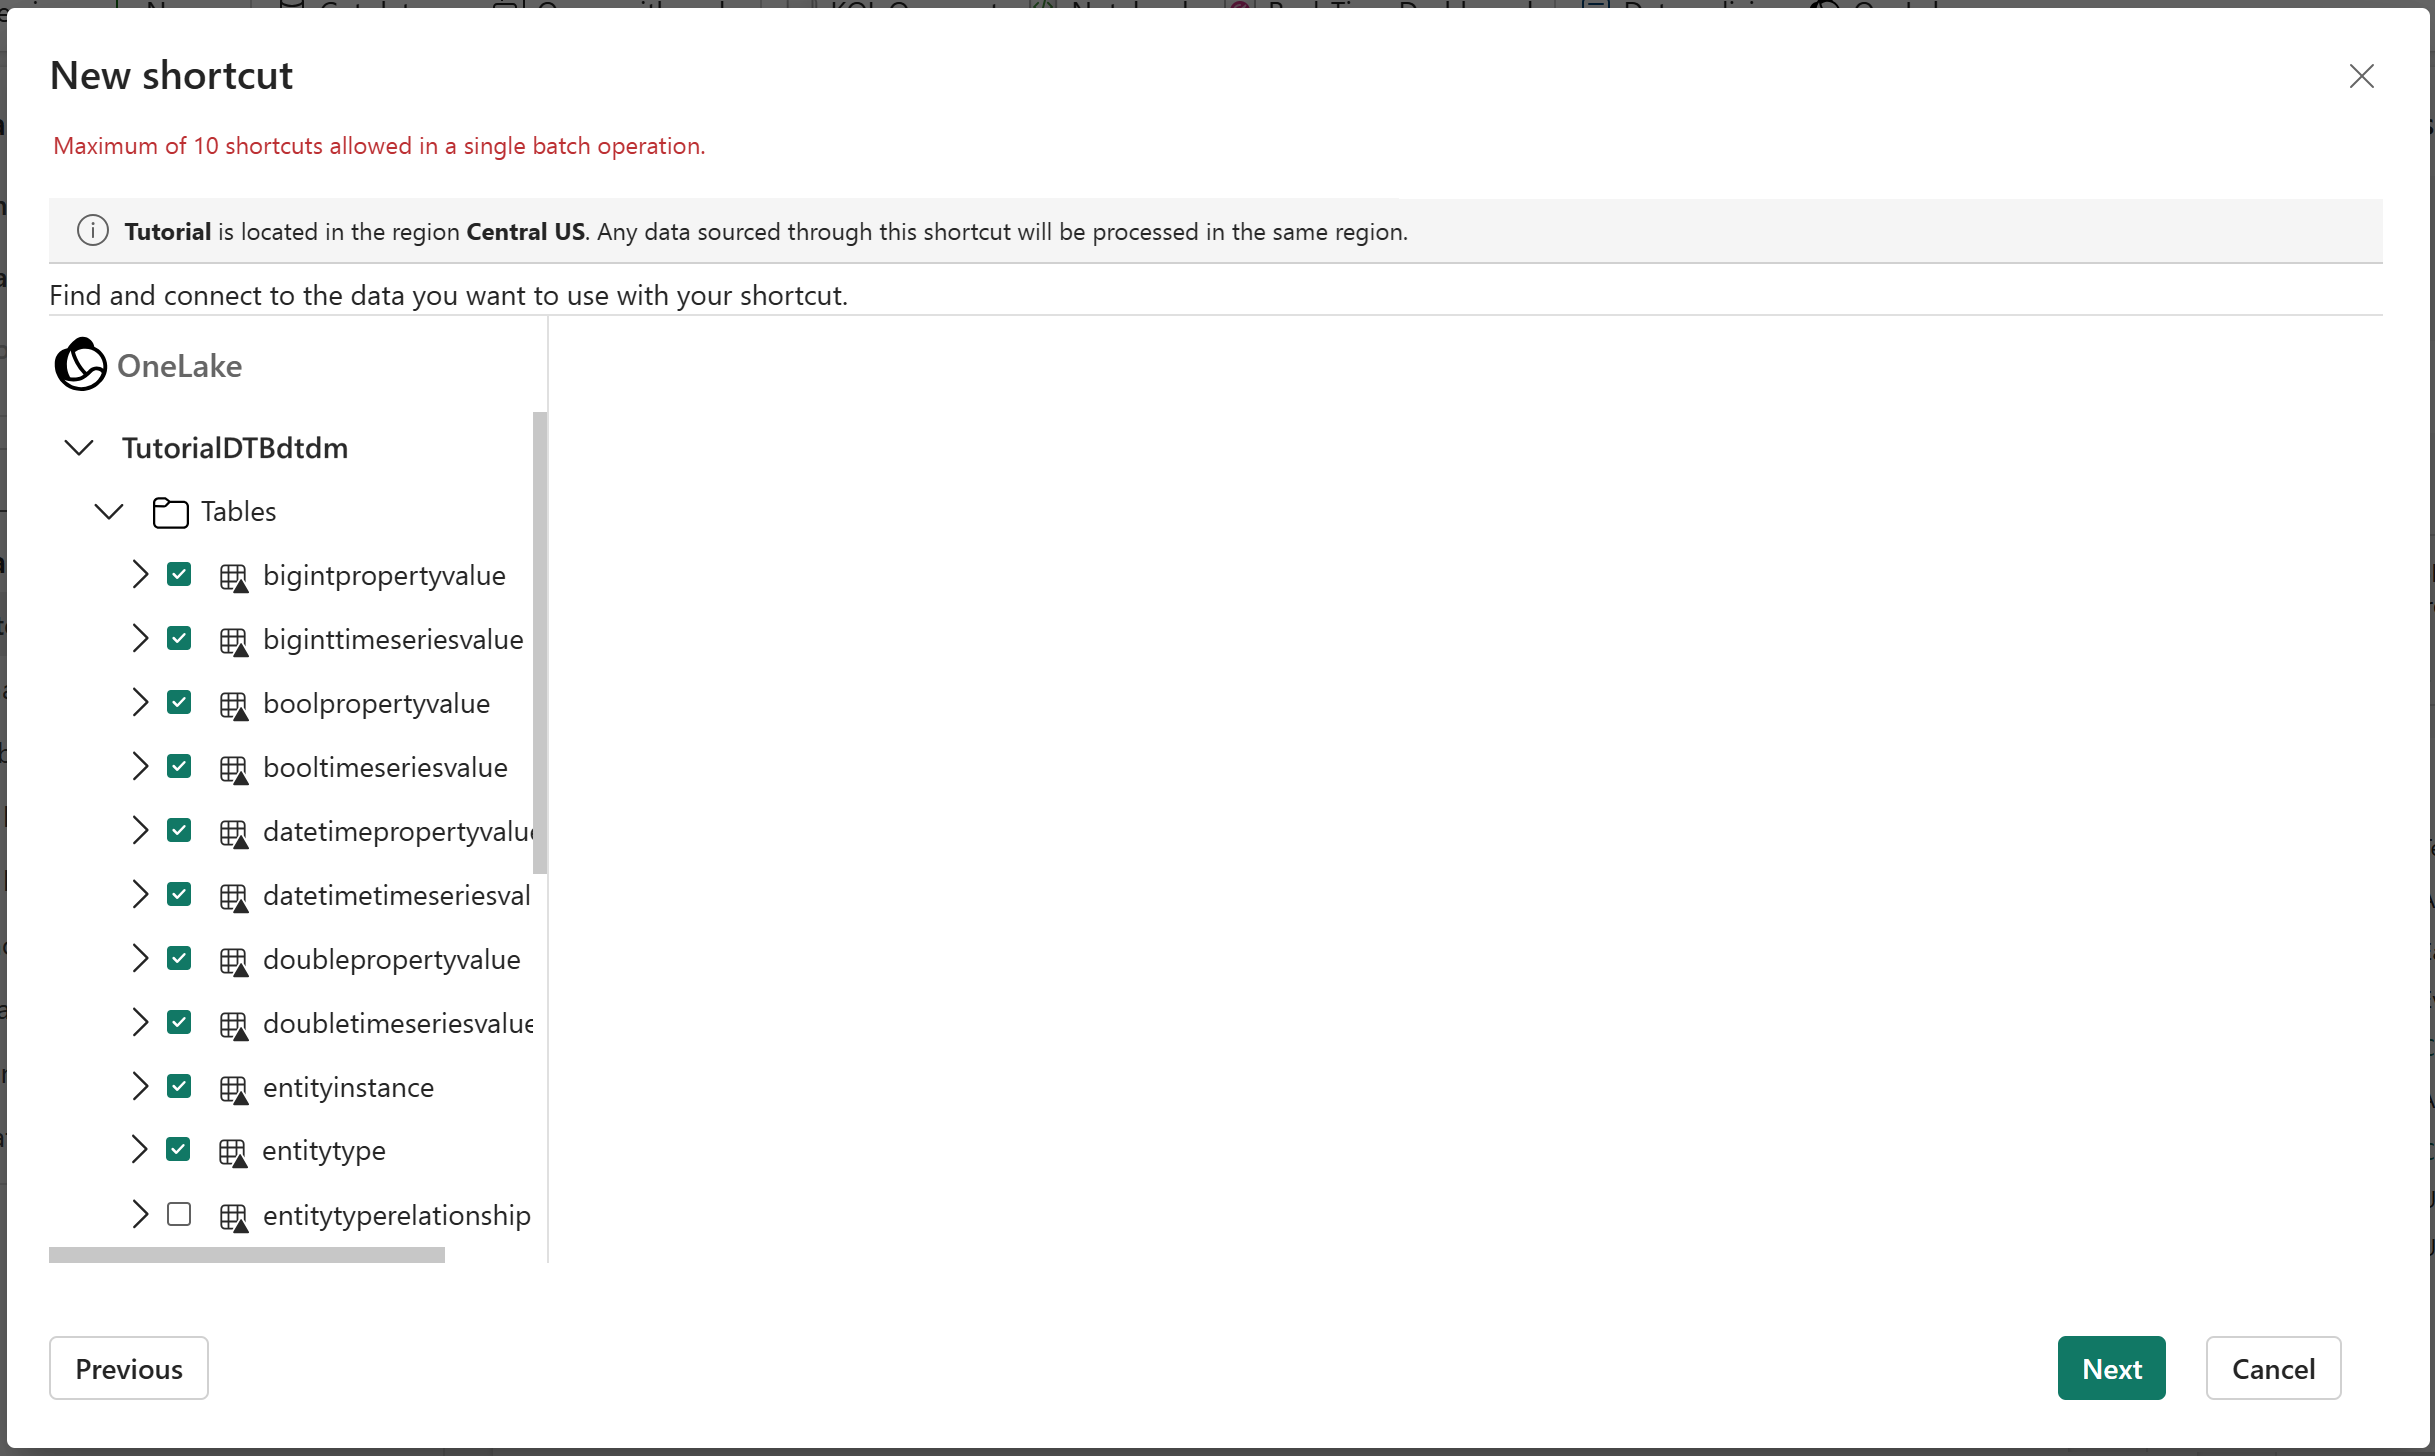 New shortcut
Maximum of 10 shortcuts allowed in a single batch operation.
Tutorial is located in the region Central US. Any data sourced through this shortcut will be processed in the same region.
Find and connect to the data you want to use with your shortcut.
OneLake
TutorialDTBdtdm
Tables
bigintpropertyvalue
biginttimeseriesvalue
boolpropertyvalue
booltimeseriesvalue
datetimepropertyvalue
datetimetimeseriesval
doublepropertyvalue
doubletimeseriesvalue
entityinstance
entitytype
entitytyperelationship
Previous
Next
Cancel